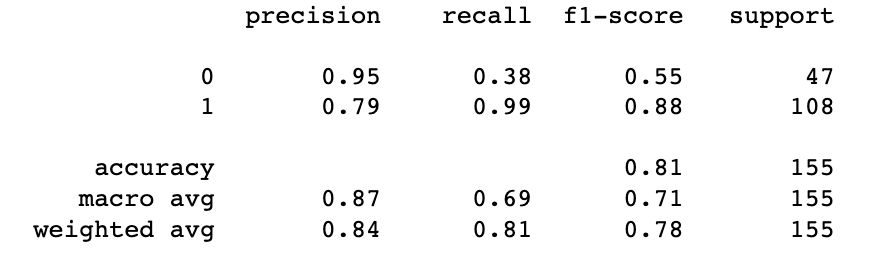 precision recall f1-score support
0 0.95 0.38 0.55 47
1 0.79 0.99 0.88 108
accuracy 0.81 155
macro avg 0.87 0.69 0.71 155
weighted avg 0.84 0.81 0.78 155